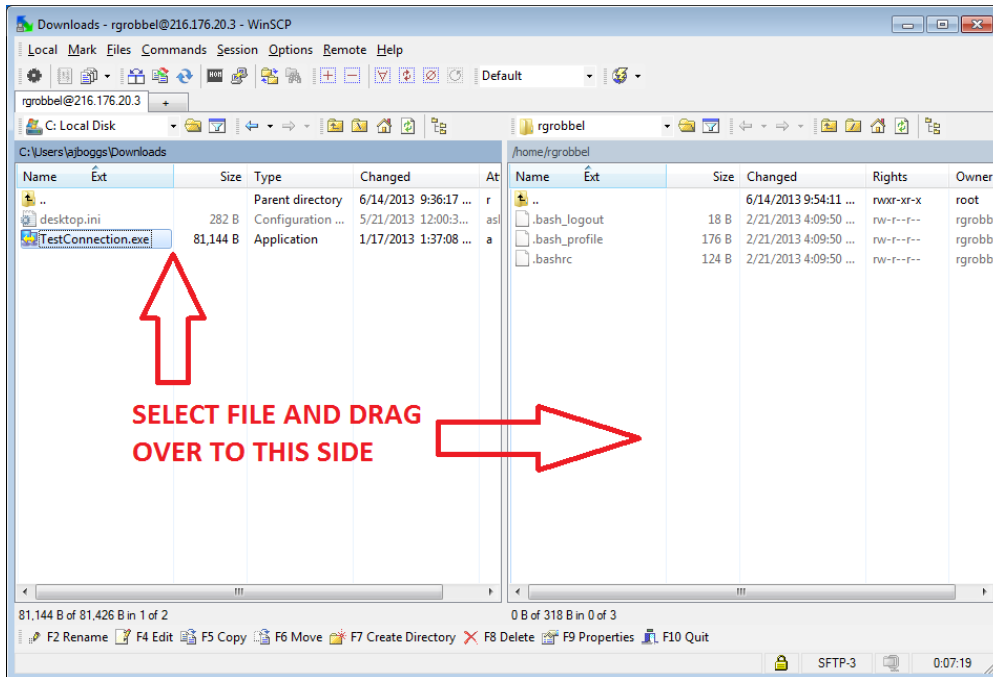 Downloads - rgrobbel@216.176.20.3 - WinSCP
Local Mark Files Commands Session Options Remote Help
Default
rgrobbel@216.176.20.3 +
C: Local Disk rgrobbel
C:\Users\ajboggs\Downloads /home/rgrobbel
Name Ext Size Type Changed At Name Ext Size Changed Rights Owner
.. Parent directory 6/14/2013 9:36:17 ... r .. 6/14/2013 9:54:11 ... rwxr-xr-x root
desktop.ini 282 B Configuration ... 5/21/2013 12:00:3... asl .bash_logout 18 B 2/21/2013 4:09:50 ... rw-r--r-- rgrobb
TestConnection.exe 81,144 B Application 1/17/2013 1:37:08 ... a .bash_profile 176 B 2/21/2013 4:09:50 ... rw-r--r-- rgrobb
.bashrc 124 B 2/21/2013 4:09:50 ... rw-r--r-- rgrobb
SELECT FILE AND DRAG
OVER TO THIS SIDE
81,144 B of 81,426 B in 1 of 2 0 B of 318 B in 0 of 3
F2 Rename F4 Edit F5 Copy F6 Move F7 Create Directory F8 Delete F9 Properties F10 Quit
SFTP-3 0:07:19